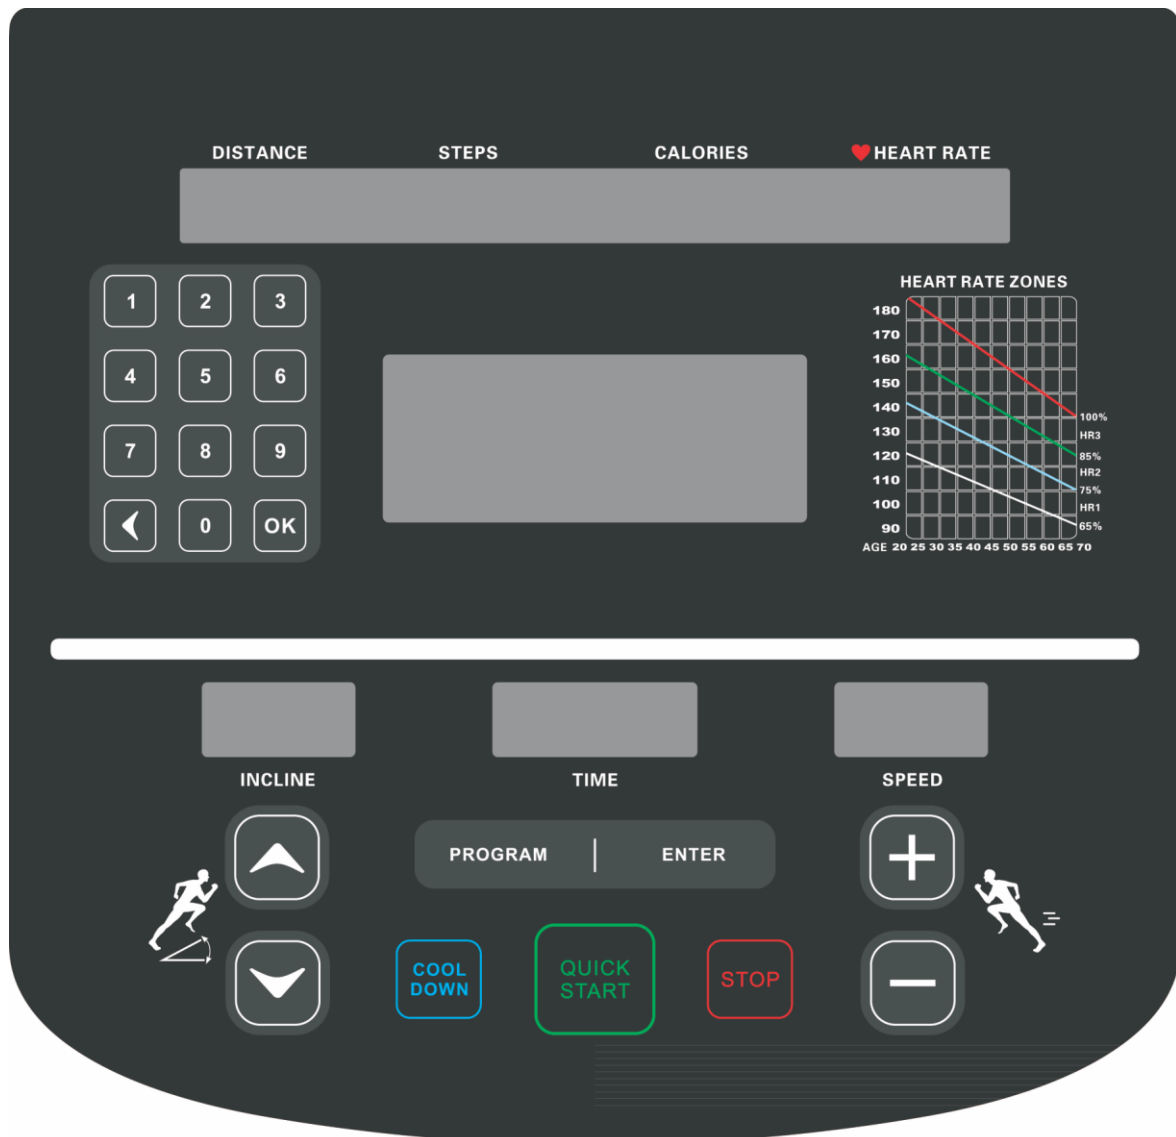 DISTANCE STEPS CALORIES HEART RATE
1 2 3
4 5 6
7 8 9
0 OK
HEART RATE ZONES
180
170
160
150
140
130
120
110
100
90
100%
HR3
85%
HR2
75%
HR1
65%
AGE 20 25 30 35 40 45 50 55 60 65 70
INCLINE TIME SPEED
PROGRAM | ENTER
COOL DOWN
QUICK START
STOP